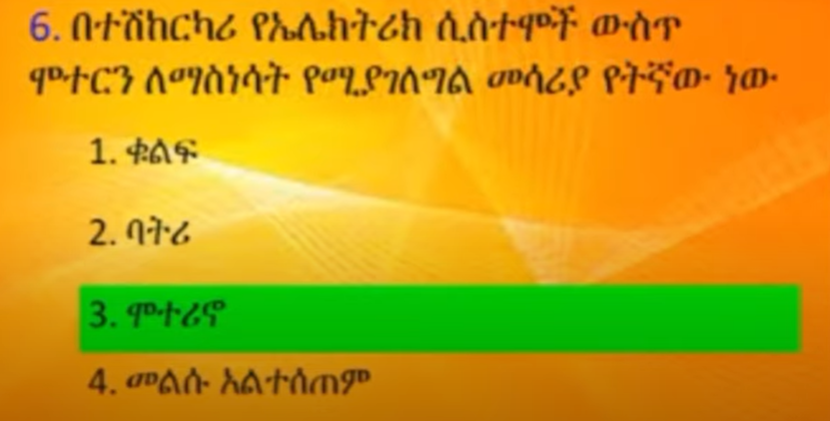 6. በተሽከርካሪ የኤሌክትሪክ ሲስተሞች ውስጥ
ሞተርን ለማስነሳት የሚያገለግል መሳሪያ የትኛው ነው
1. ቁልፍ
2. ባትሪ
3. ሞተሪኖ
4. መልሱ አልተሰጠም